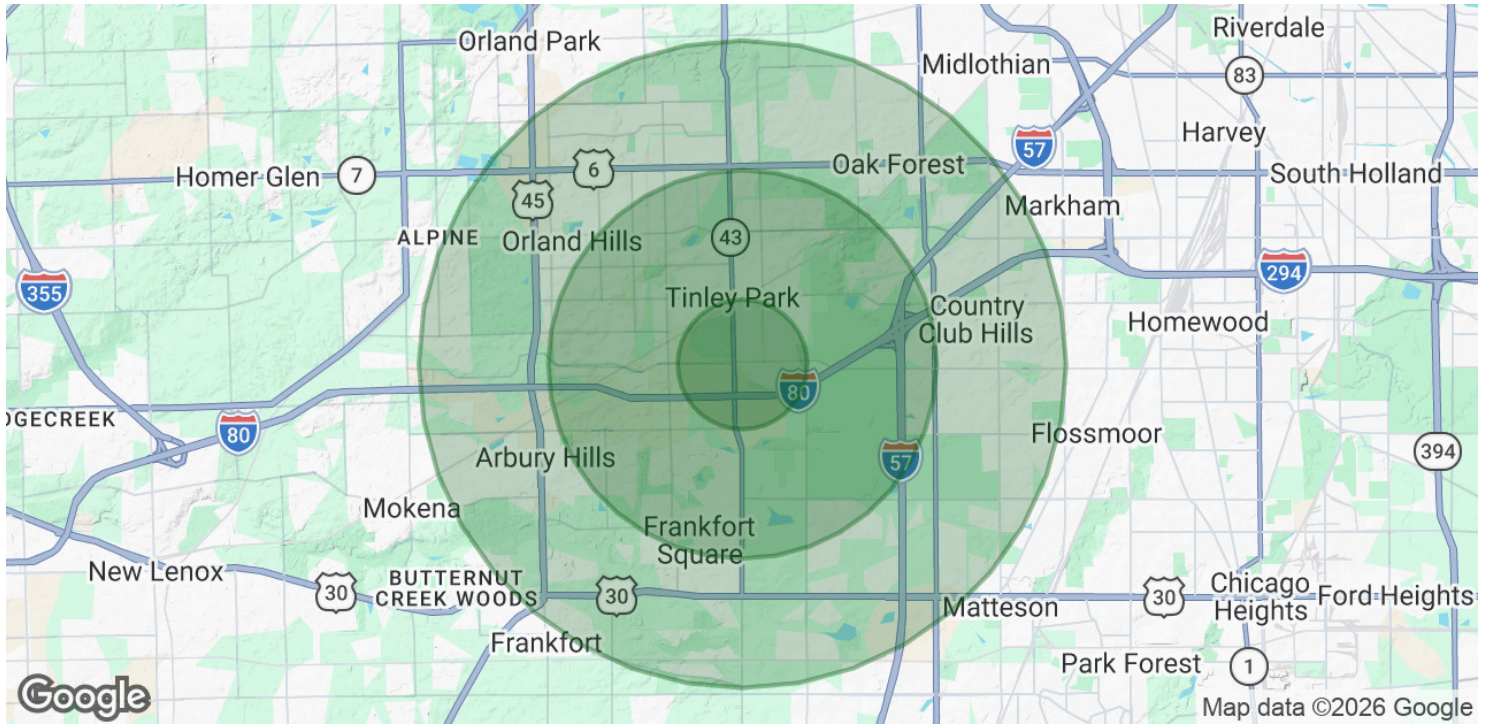 Riverdale
Orland Park
Midlothian
83
Harvey
57
Oak Forest
6
Homer Glen
7
South Holland
45
Markham
43
ALPINE
Orland Hills
294
355
Tinley Park
Country
Club Hills
Homewood
80
DGECREEK
80
Flossmoor
394
Arbury Hills
57
Mokena
Frankfort
Square
New Lenox
BUTTERNUT
CREEK WOODS
30
30
30
Chicago
Heights
Ford Heights
Matteson
Frankfort
Park Forest
1
Google
Map data ©2026 Google